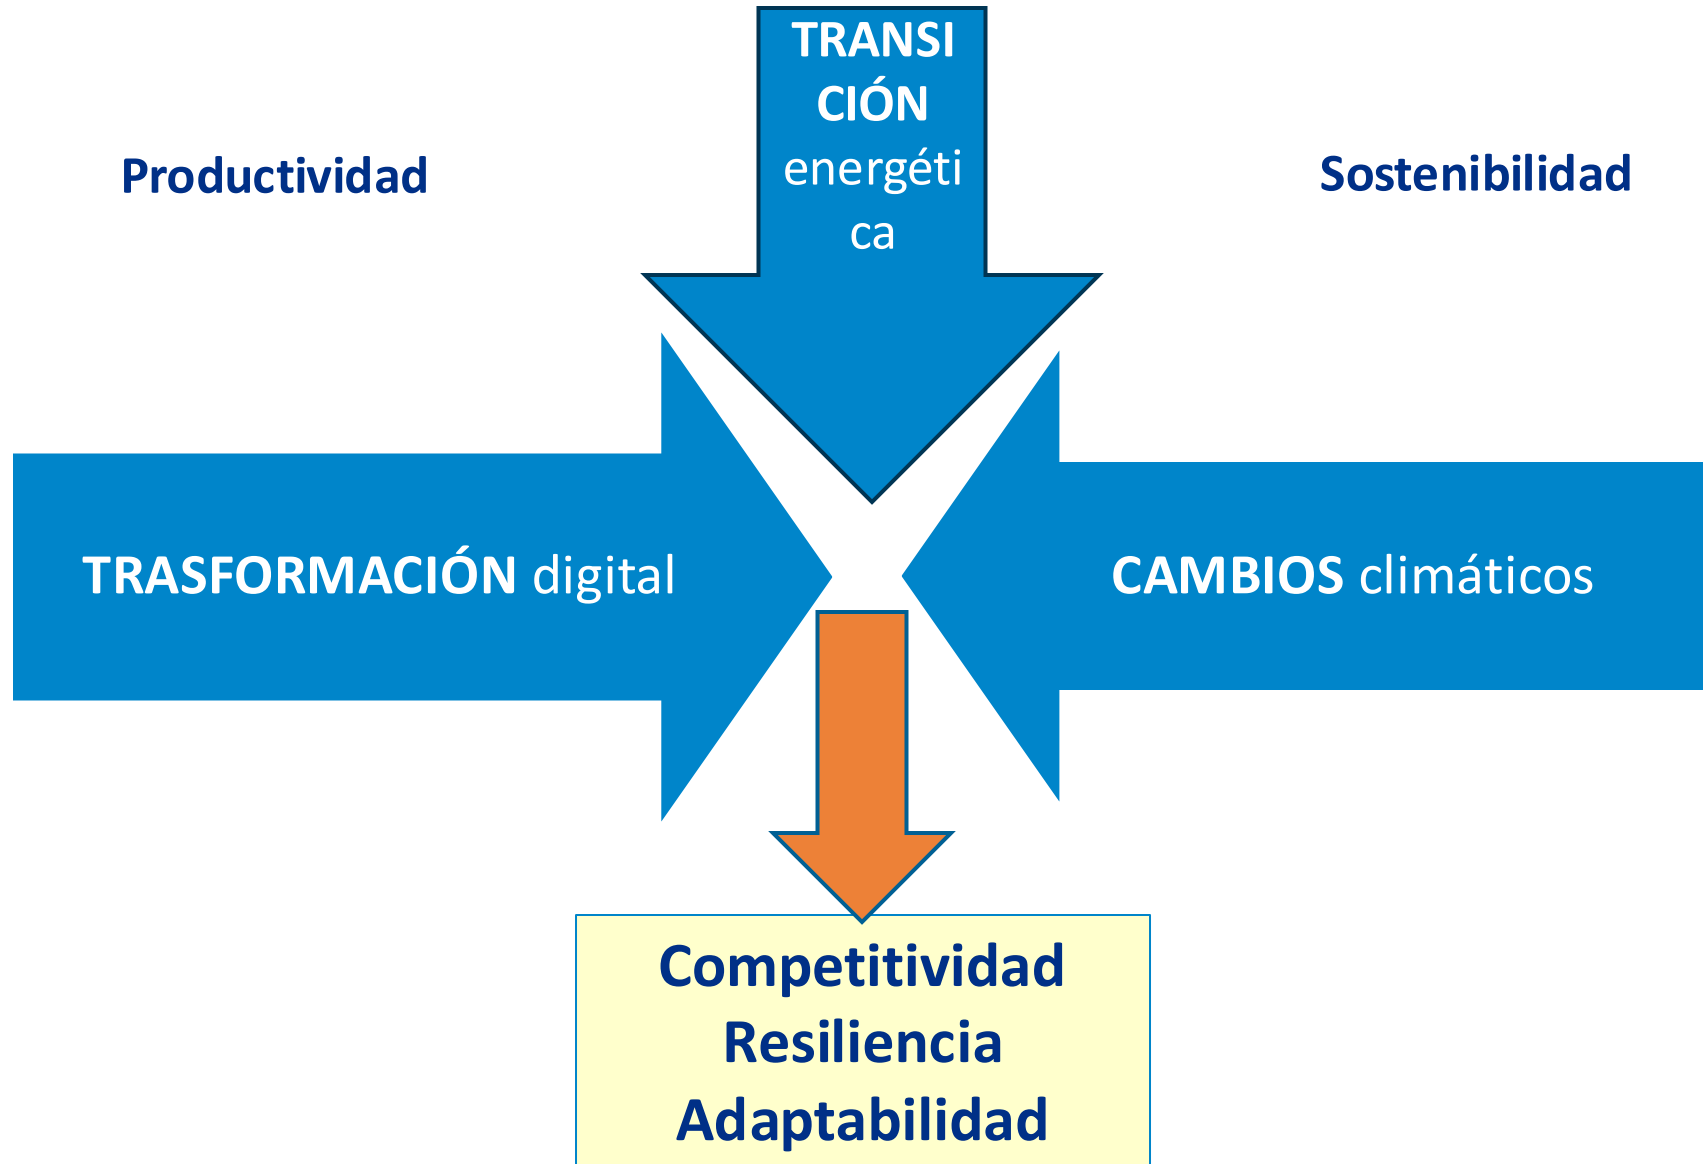 TRANSI
CIÓN
energéti
ca
Productividad
Sostenibilidad
TRASFORMACIÓN digital
CAMBIOS climáticos
Competitividad
Resiliencia
Adaptabilidad